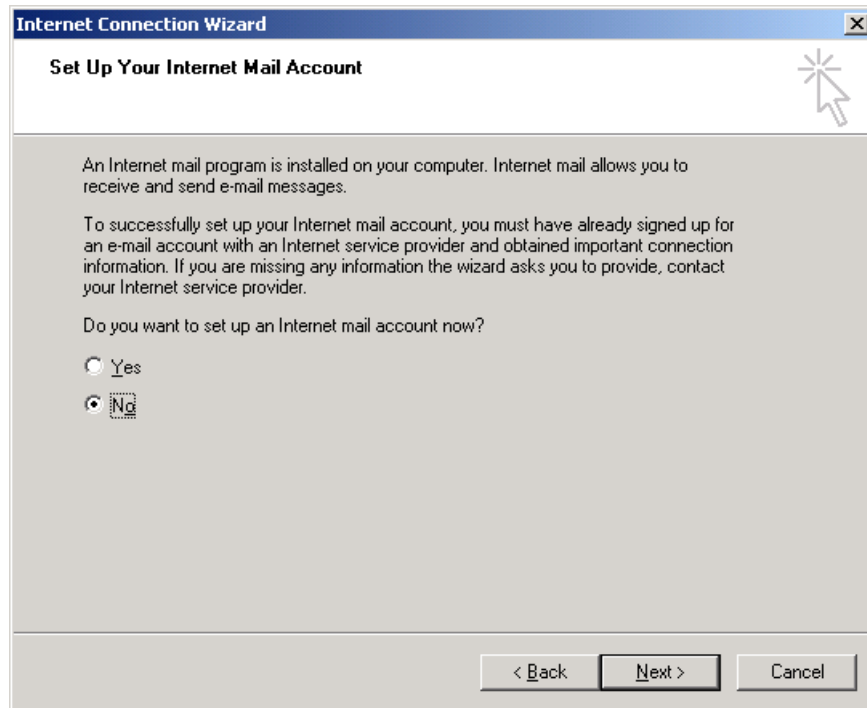 Internet Connection Wizard
Set Up Your Internet Mail Account
An Internet mail program is installed on your computer. Internet mail allows you to
receive and send e-mail messages.
To successfully set up your Internet mail account, you must have already signed up for
an e-mail account with an Internet service provider and obtained important connection
information. If you are missing any information the wizard asks you to provide, contact
your Internet service provider.
Do you want to set up an Internet mail account now?
Yes
No
< Back Next > Cancel